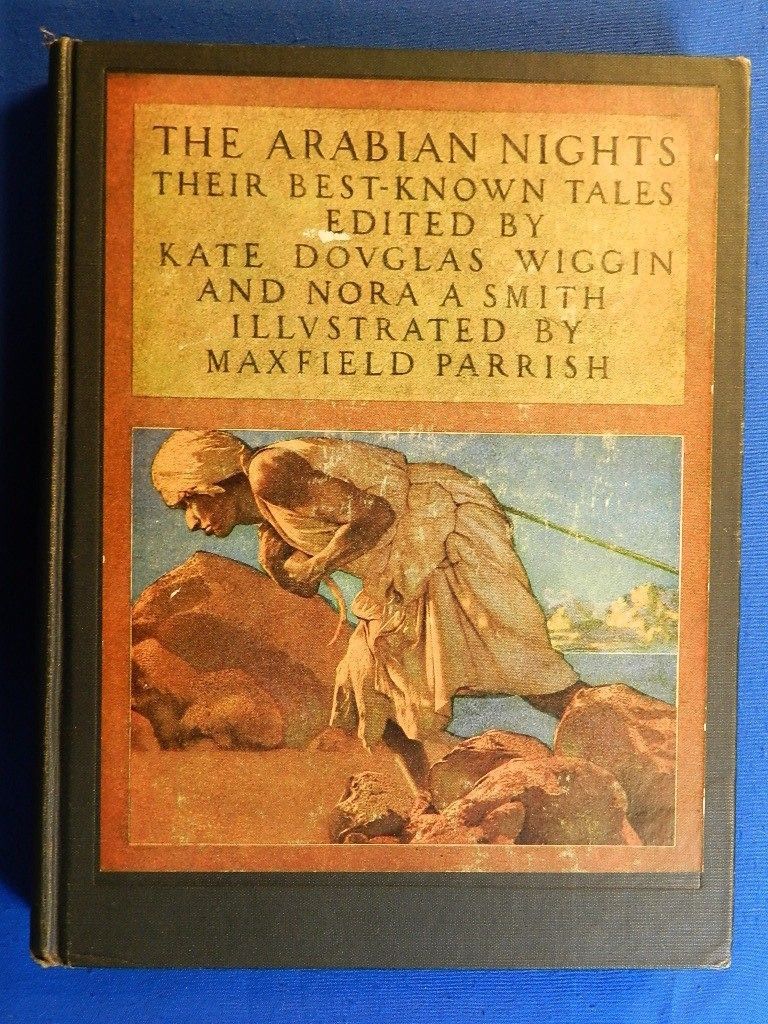 THE ARABIAN NIGHTS
THEIR BEST-KNOWN TALES
EDITED BY
KATE DOVGLAS WIGGIN
AND NORA A SMITH
ILLVSTRATED BY
MAXFIELD PARRISH